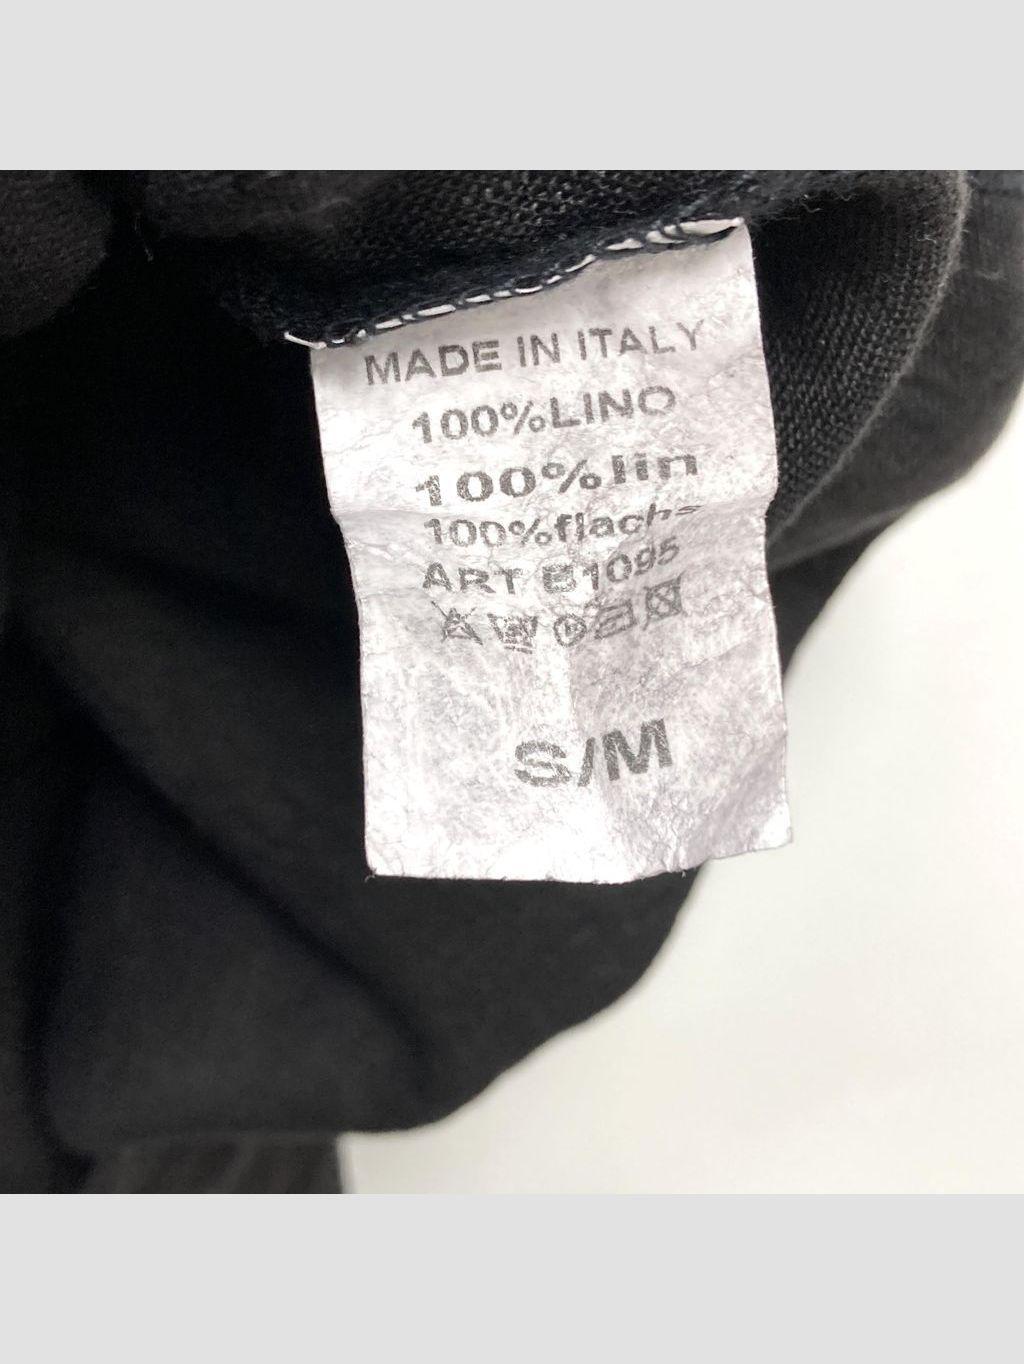 MADE IN ITALY
100%LINO
100%lin
100%flachs
ART B1095
S/M